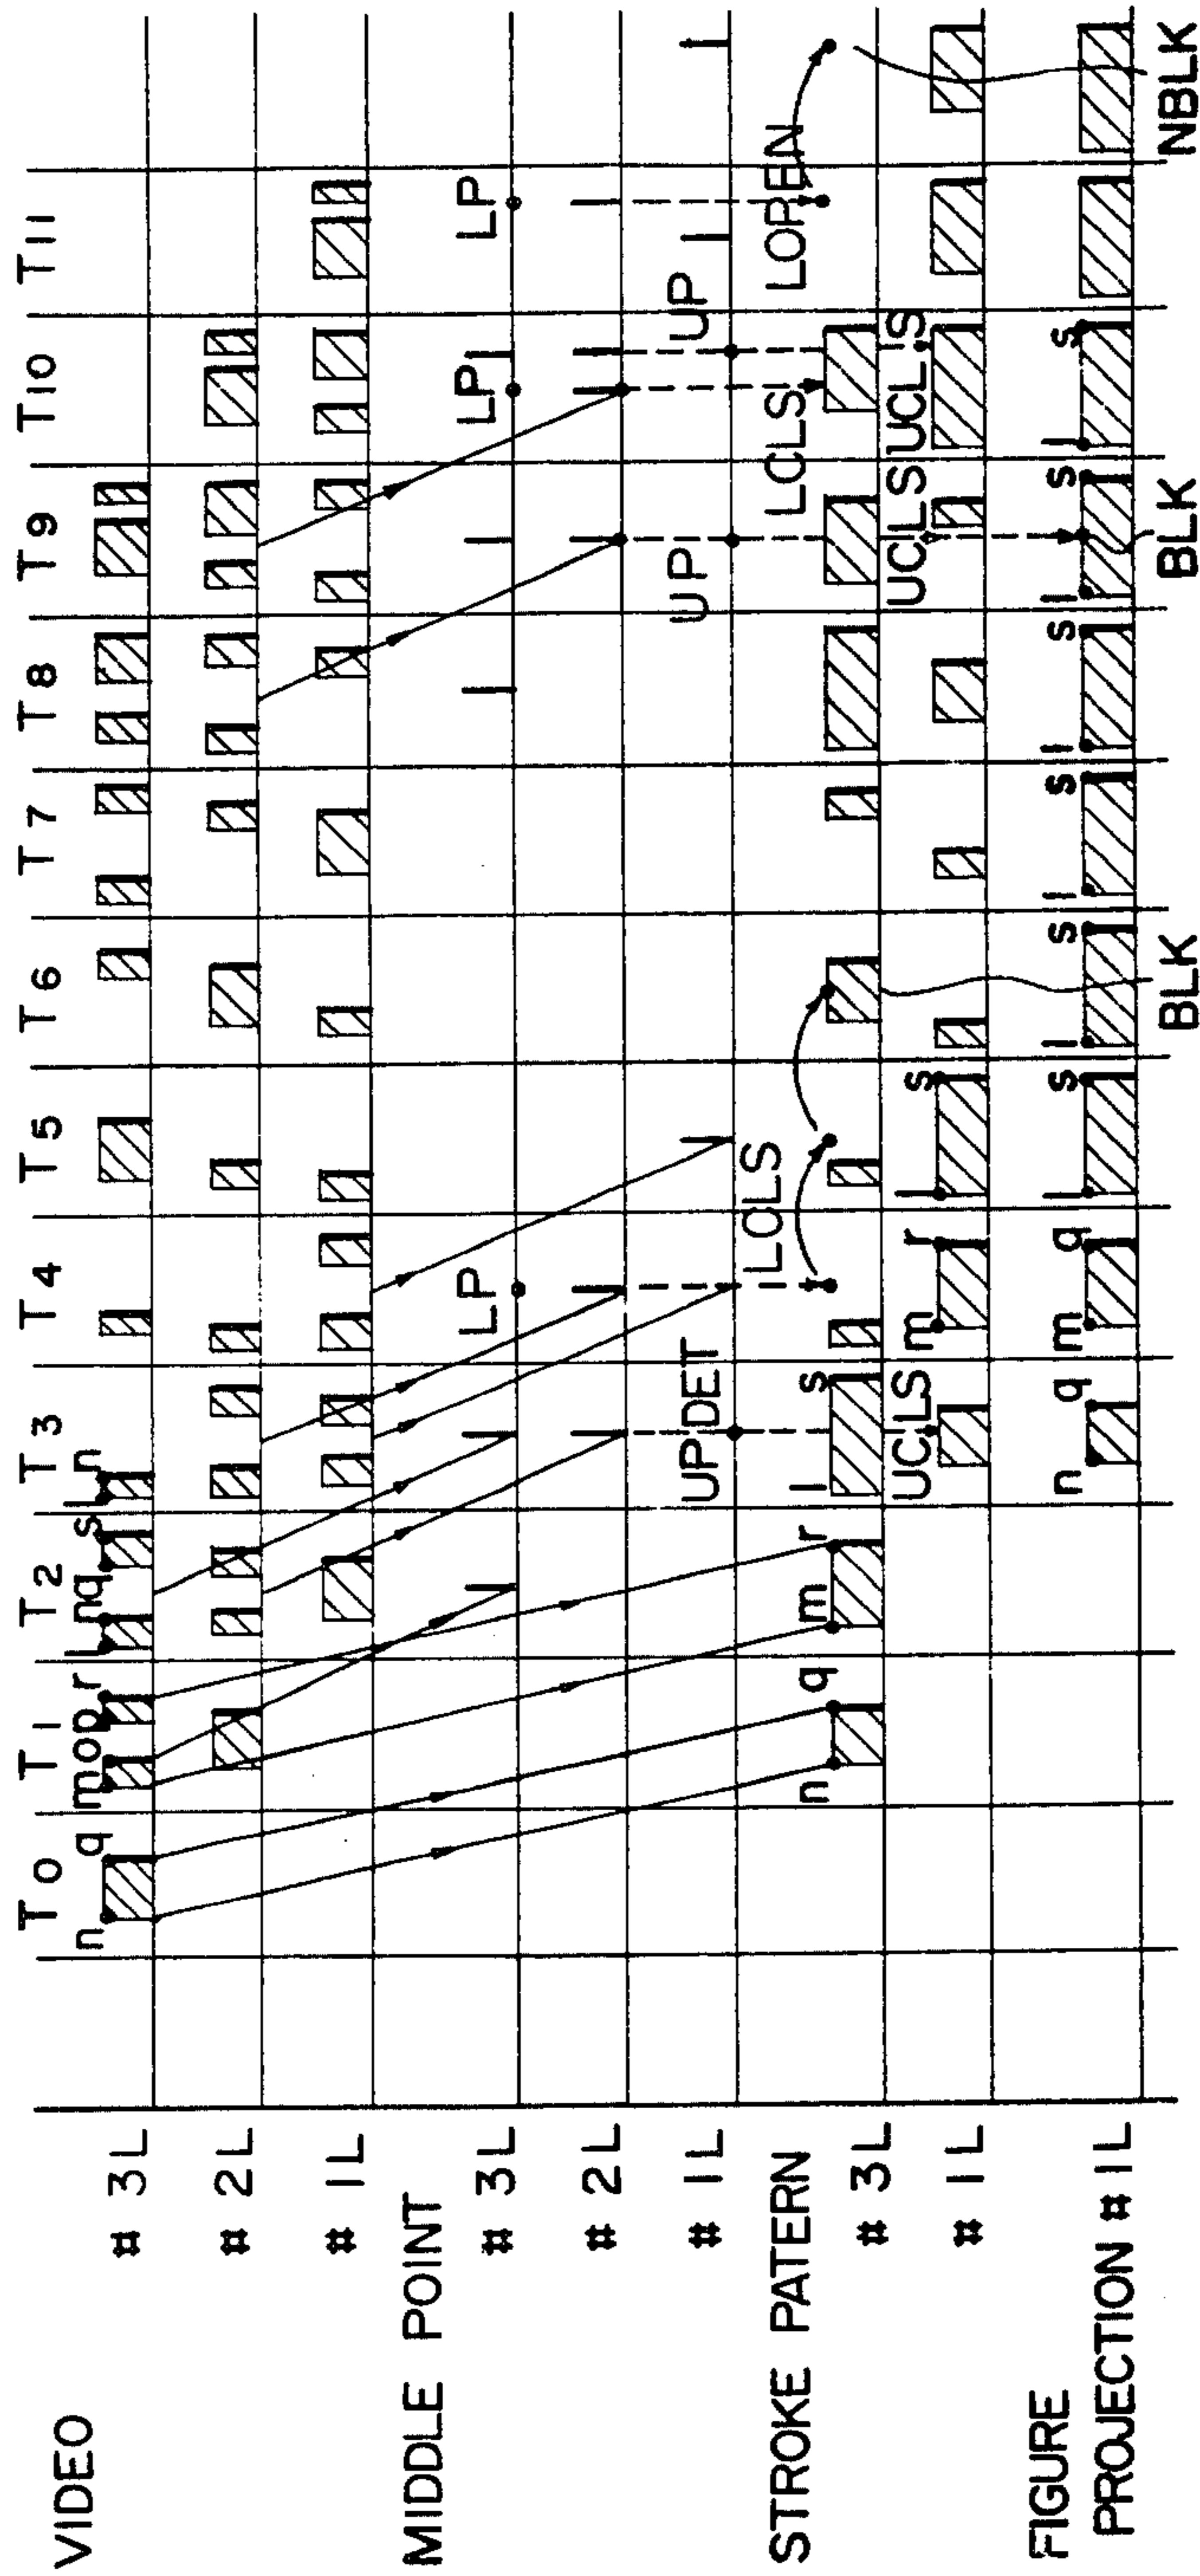 T0 T1 T2 T3 T4 T5 T6 T7 T8 T9 T10 T11
VIDEO
n q m o p r l n q s l n
# 3L
# 2L
# 1L
MIDDLE POINT
LP LP LP
# 3L
# 2L
UP DET UP UP
# 1L
STROKE PATERN
LCLS LCLS LOPEN
n q m r l s
# 3L
UCLS UCLS UCLS
m r l s
# 1L
FIGURE
n q m q l s l s l s l s l s l s
PROJECTION # 1L
BLK BLK NBLK